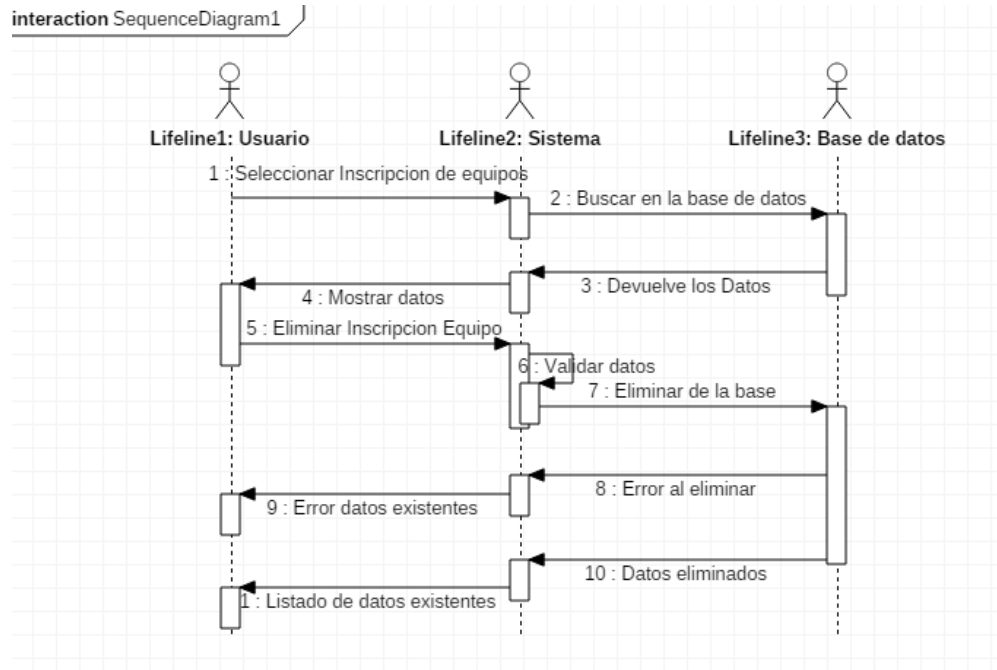 interaction SequenceDiagram1
Lifeline1: Usuario
Lifeline2: Sistema
Lifeline3: Base de datos
1 : Seleccionar Inscripcion de equipos
2 : Buscar en la base de datos
3 : Devuelve los Datos
4 : Mostrar datos
5 : Eliminar Inscripcion Equipo
6 : Validar datos
7 : Eliminar de la base
8 : Error al eliminar
9 : Error datos existentes
10 : Datos eliminados
1 : Listado de datos existentes